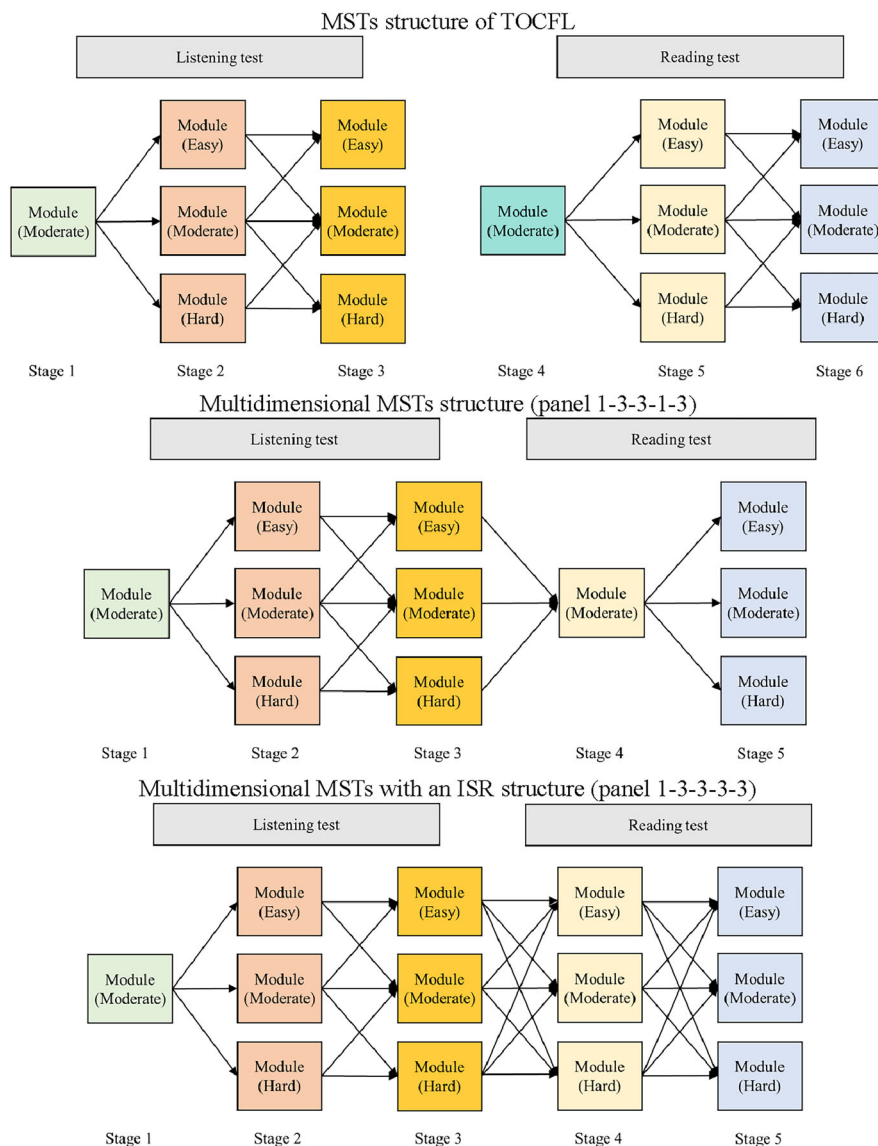 MSTs structure of TOCFL
Listening test
Reading test
Module
(Easy)
Module
(Easy)
Module
(Easy)
Module
(Easy)
Module
(Moderate)
Module
(Moderate)
Module
(Moderate)
Module
(Moderate)
Module
(Moderate)
Module
(Moderate)
Module
(Hard)
Module
(Hard)
Module
(Hard)
Module
(Hard)
Stage 1
Stage 2
Stage 3
Stage 4
Stage 5
Stage 6
Multidimensional MSTs structure (panel 1-3-3-1-3)
Listening test
Reading test
Module
(Easy)
Module
(Easy)
Module
(Easy)
Module
(Moderate)
Module
(Moderate)
Module
(Moderate)
Module
(Moderate)
Module
(Moderate)
Module
(Hard)
Module
(Hard)
Module
(Hard)
Stage 1
Stage 2
Stage 3
Stage 4
Stage 5
Multidimensional MSTs with an ISR structure (panel 1-3-3-3-3)
Listening test
Reading test
Module
(Easy)
Module
(Easy)
Module
(Easy)
Module
(Easy)
Module
(Moderate)
Module
(Moderate)
Module
(Moderate)
Module
(Moderate)
Module
(Moderate)
Module
(Hard)
Module
(Hard)
Module
(Hard)
Module
(Hard)
Stage 1
Stage 2
Stage 3
Stage 4
Stage 5